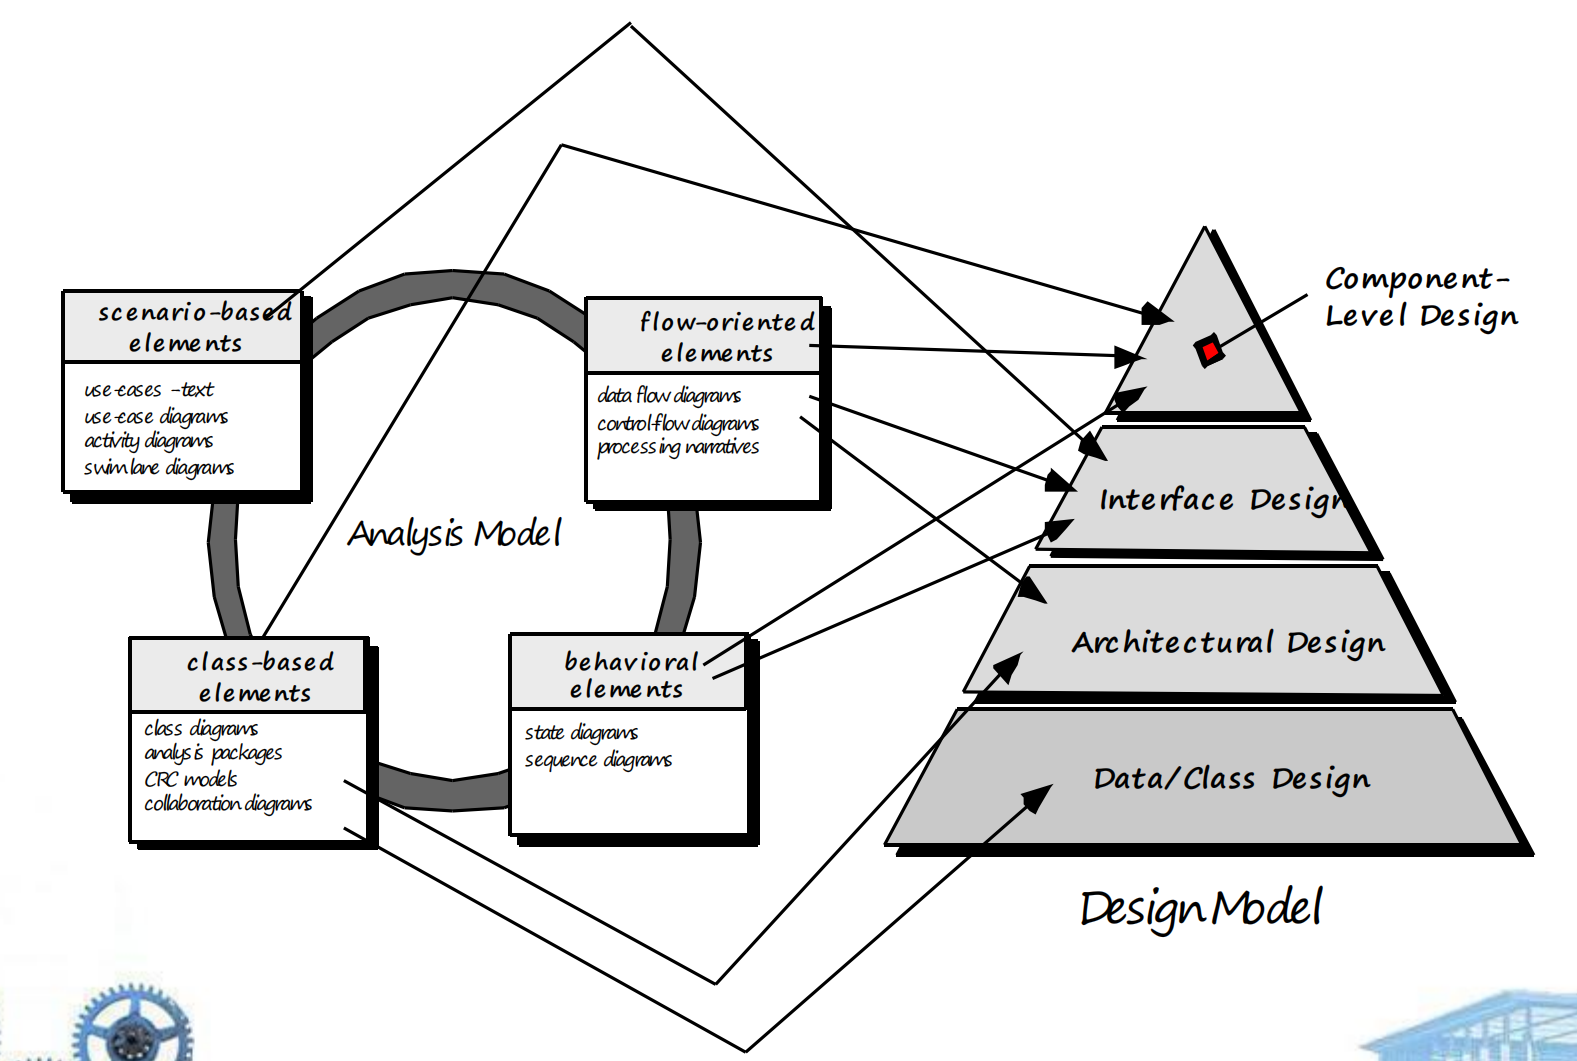 scenario-based
elements
use-cases -text
use-case diagrams
activity diagrams
swim lane diagrams
flow-oriented
elements
data flow diagrams
control-flow diagrams
processing narratives
Analysis Model
class-based
elements
class diagrams
analysis packages
CRC models
collaboration diagrams
behavioral
elements
state diagrams
sequence diagrams
Component-
Level Design
Interface Design
Architectural Design
Data/Class Design
Design Model